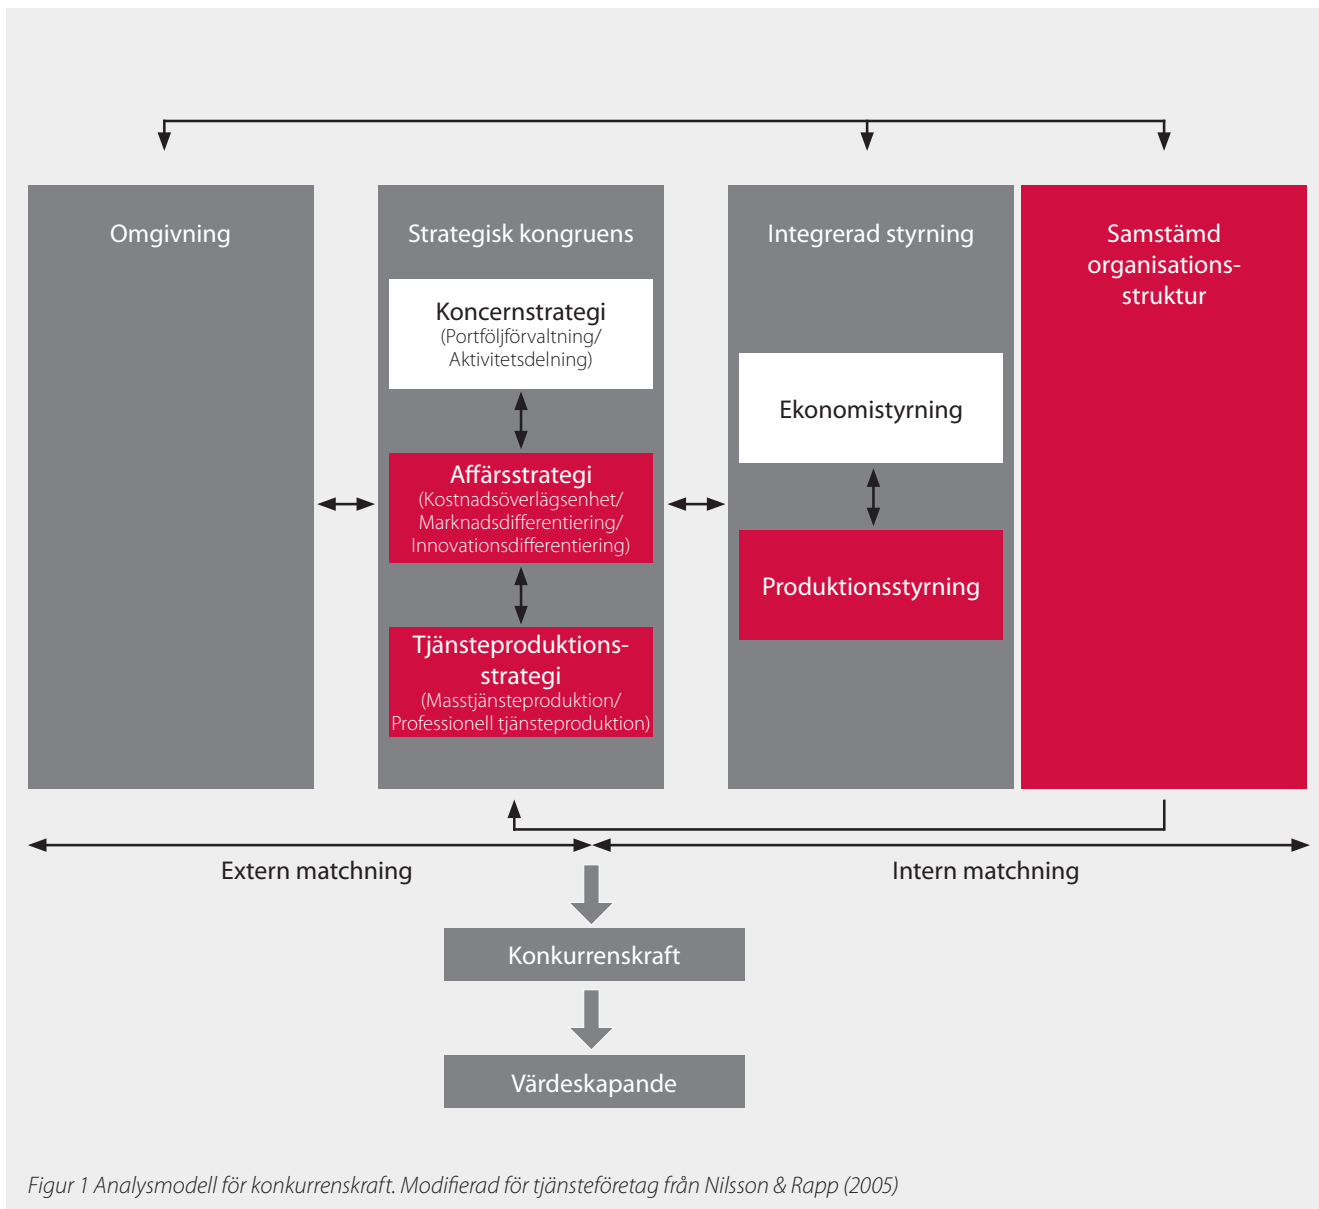 Omgivning
Strategisk kongruens
Koncernstrategi
(Portföljförvaltning/
Aktivitetsdelning)
Affärsstrategi
(Kostnadsöverlägsenhet/
Marknadsdifferentiering/
Innovationsdifferentiering)
Tjänsteproduktions-
strategi
(Masstjänsteproduktion/
Professionell tjänsteproduktion)
Integrerad styrning
Ekonomistyrning
Produktionsstyrning
Samstämd
organisations-
struktur
Extern matchning
Intern matchning
Konkurrenskraft
Värdeskapande
Figur 1 Analysmodell för konkurrenskraft. Modifierad för tjänsteföretag från Nilsson & Rapp (2005)